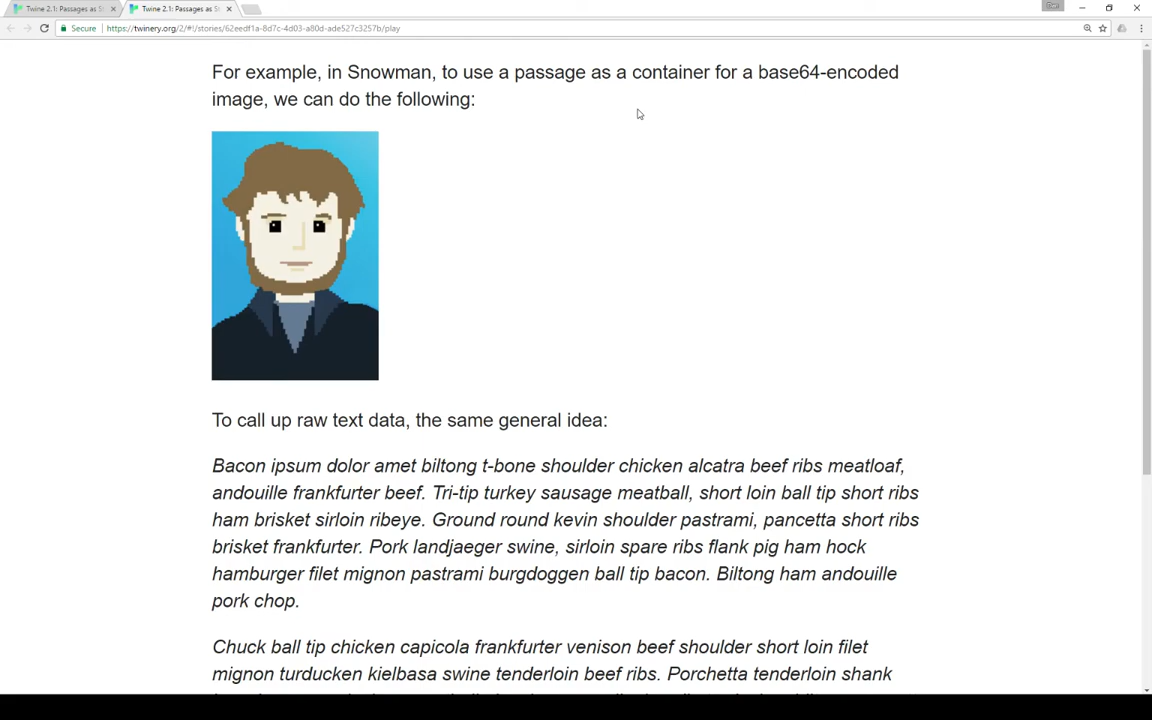 Twine 2.1: Passages as St
Twine 2.1: Passages as St
Secure
https://twinery.org/2/#!/stories/62eedf1a-8d7c-4d03-a80d-ade527c3257b/play
For example, in Snowman, to use a passage as a container for a base64-encoded
image, we can do the following:
To call up raw text data, the same general idea:
Bacon ipsum dolor amet biltong t-bone shoulder chicken alcatra beef ribs meatloaf,
andouille frankfurter beef. Tri-tip turkey sausage meatball, short loin ball tip short ribs
ham brisket sirloin ribeye. Ground round kevin shoulder pastrami, pancetta short ribs
brisket frankfurter. Pork landjaeger swine, sirloin spare ribs flank pig ham hock
hamburger filet mignon pastrami burgdoggen ball tip bacon. Biltong ham andouille
pork chop.
Chuck ball tip chicken capicola frankfurter venison beef shoulder short loin filet
mignon turducken kielbasa swine tenderloin beef ribs. Porchetta tenderloin shank